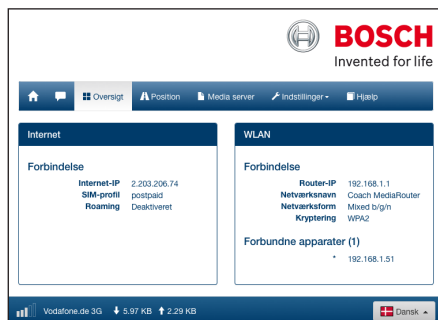 BOSCH
Invented for life
Oversigt Position Media server Indstillinger Hjælp
Internet
Forbindelse
Internet-IP 2.203.206.74
SIM-profil postpaid
Roaming Deaktiveret
WLAN
Forbindelse
Router-IP 192.168.1.1
Netværksnavn Coach MediaRouter
Netværksform Mixed b/g/n
Kryptering WPA2
Forbundne apparater (1)
* 192.168.1.51
Vodafone.de 3G 5.97 KB 2.29 KB
Dansk